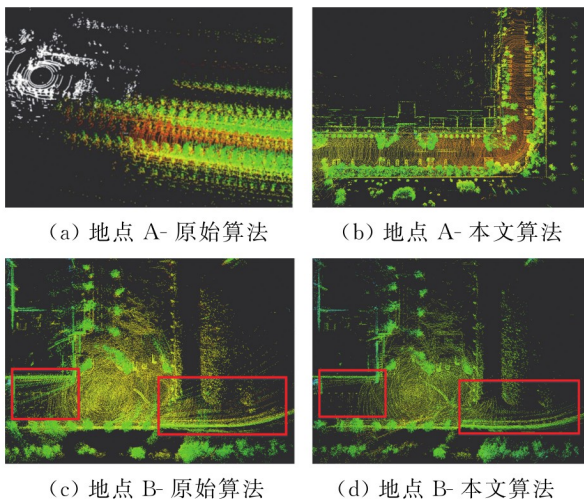 (a) 地点 A- 原始算法
(b) 地点 A- 本文算法
(c) 地点 B- 原始算法
(d) 地点 B- 本文算法